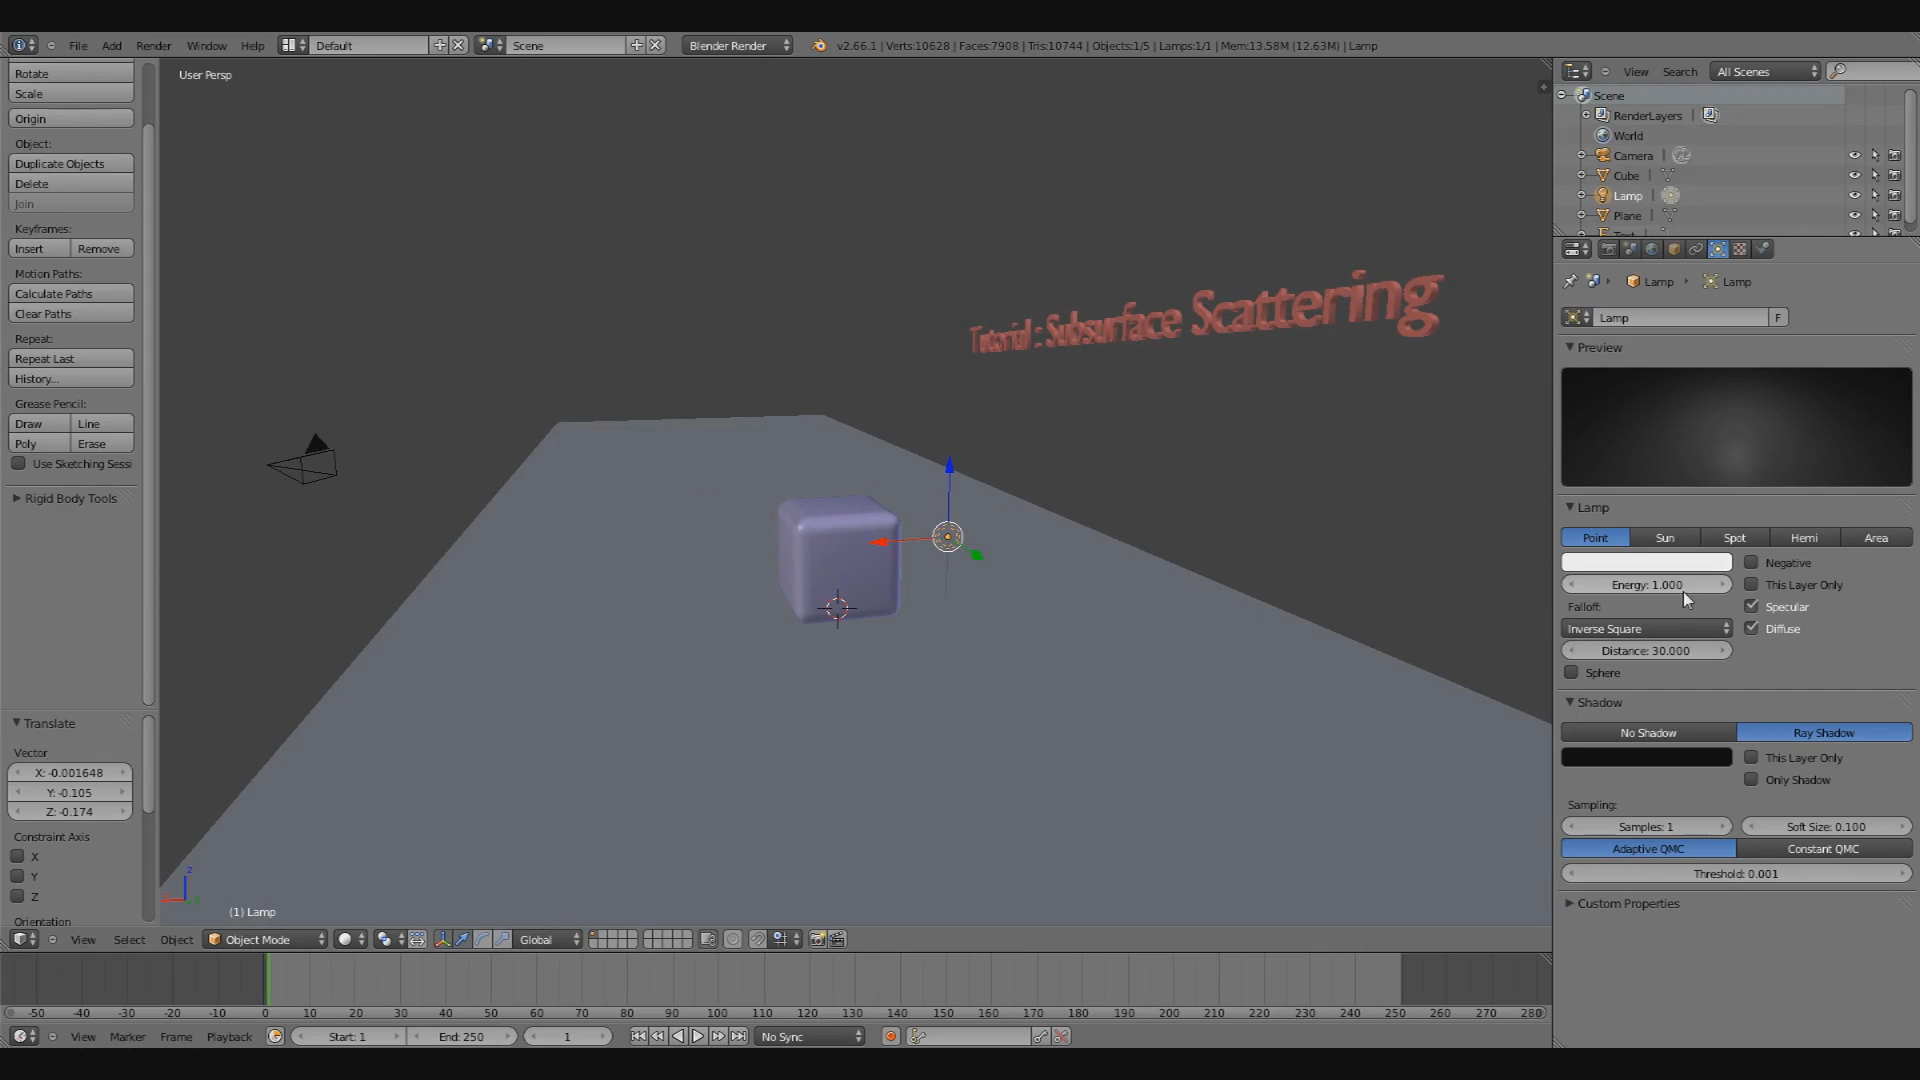 File Add Render Window Help Default Scene Blender Render v2.66.1 | Verts:10628 | Faces:7908 | Tris:10744 | Objects:1/5 | Lamps:1/1 | Mem:13.58M (12.63M) | Lamp
Rotate
Scale
Origin
Object:
Duplicate Objects
Delete
Join
Keyframes:
Insert Remove
Motion Paths:
Calculate Paths
Clear Paths
Repeat:
Repeat Last
History...
Grease Pencil:
Draw Line
Poly Erase
Use Sketching Sessi
Rigid Body Tools
Translate
Vector
X: -0.001648
Y: -0.105
Z: -0.174
Constraint Axis
X
Y
Z
Orientation
User Persp
Tutorial : Subsurface Scattering
z
(1) Lamp
View Select Object Object Mode Global
-50 -40 -30 -20 -10 0 10 20 30 40 50 60 70 80 90 100 110 120 130 140 150 160 170 180 190 200 210 220 230 240 250 260 270 280
View Marker Frame Playback Start: 1 End: 250 1 No Sync
View Search All Scenes
Scene
RenderLayers |
World
Camera |
Cube |
Lamp |
Plane |
Lamp Lamp
Lamp F
Preview
Lamp
Point Sun Spot Hemi Area
Negative
Energy: 1.000 This Layer Only
Falloff: Specular
Inverse Square Diffuse
Distance: 30.000
Sphere
Shadow
No Shadow Ray Shadow
This Layer Only
Only Shadow
Sampling:
Samples: 1 Soft Size: 0.100
Adaptive QMC Constant QMC
Threshold: 0.001
Custom Properties